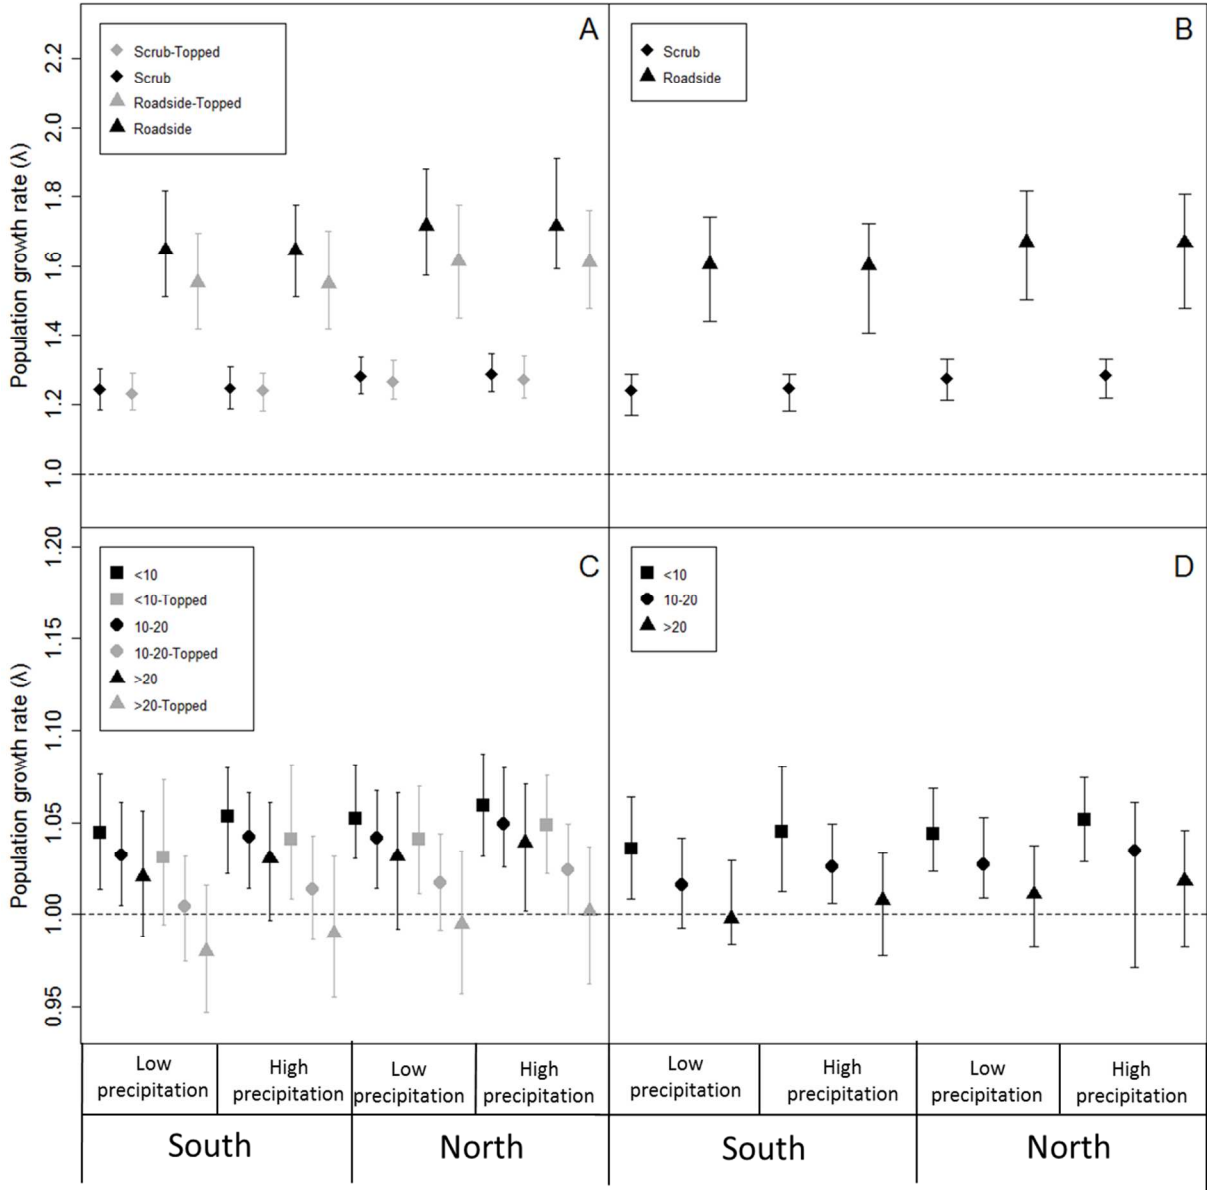 A
Scrub-Topped
Scrub
Roadside-Topped
Roadside
Population growth rate (λ)
2.2
2.0
1.8
1.6
1.4
1.2
1.0
B
Scrub
Roadside
C
<10
<10-Topped
10-20
10-20-Topped
>20
>20-Topped
Population growth rate (λ)
1.20
1.15
1.10
1.05
1.00
0.95
D
<10
10-20
>20
Low
precipitation
High
precipitation
Low
precipitation
High
precipitation
Low
precipitation
High
precipitation
Low
precipitation
High
precipitation
South
North
South
North